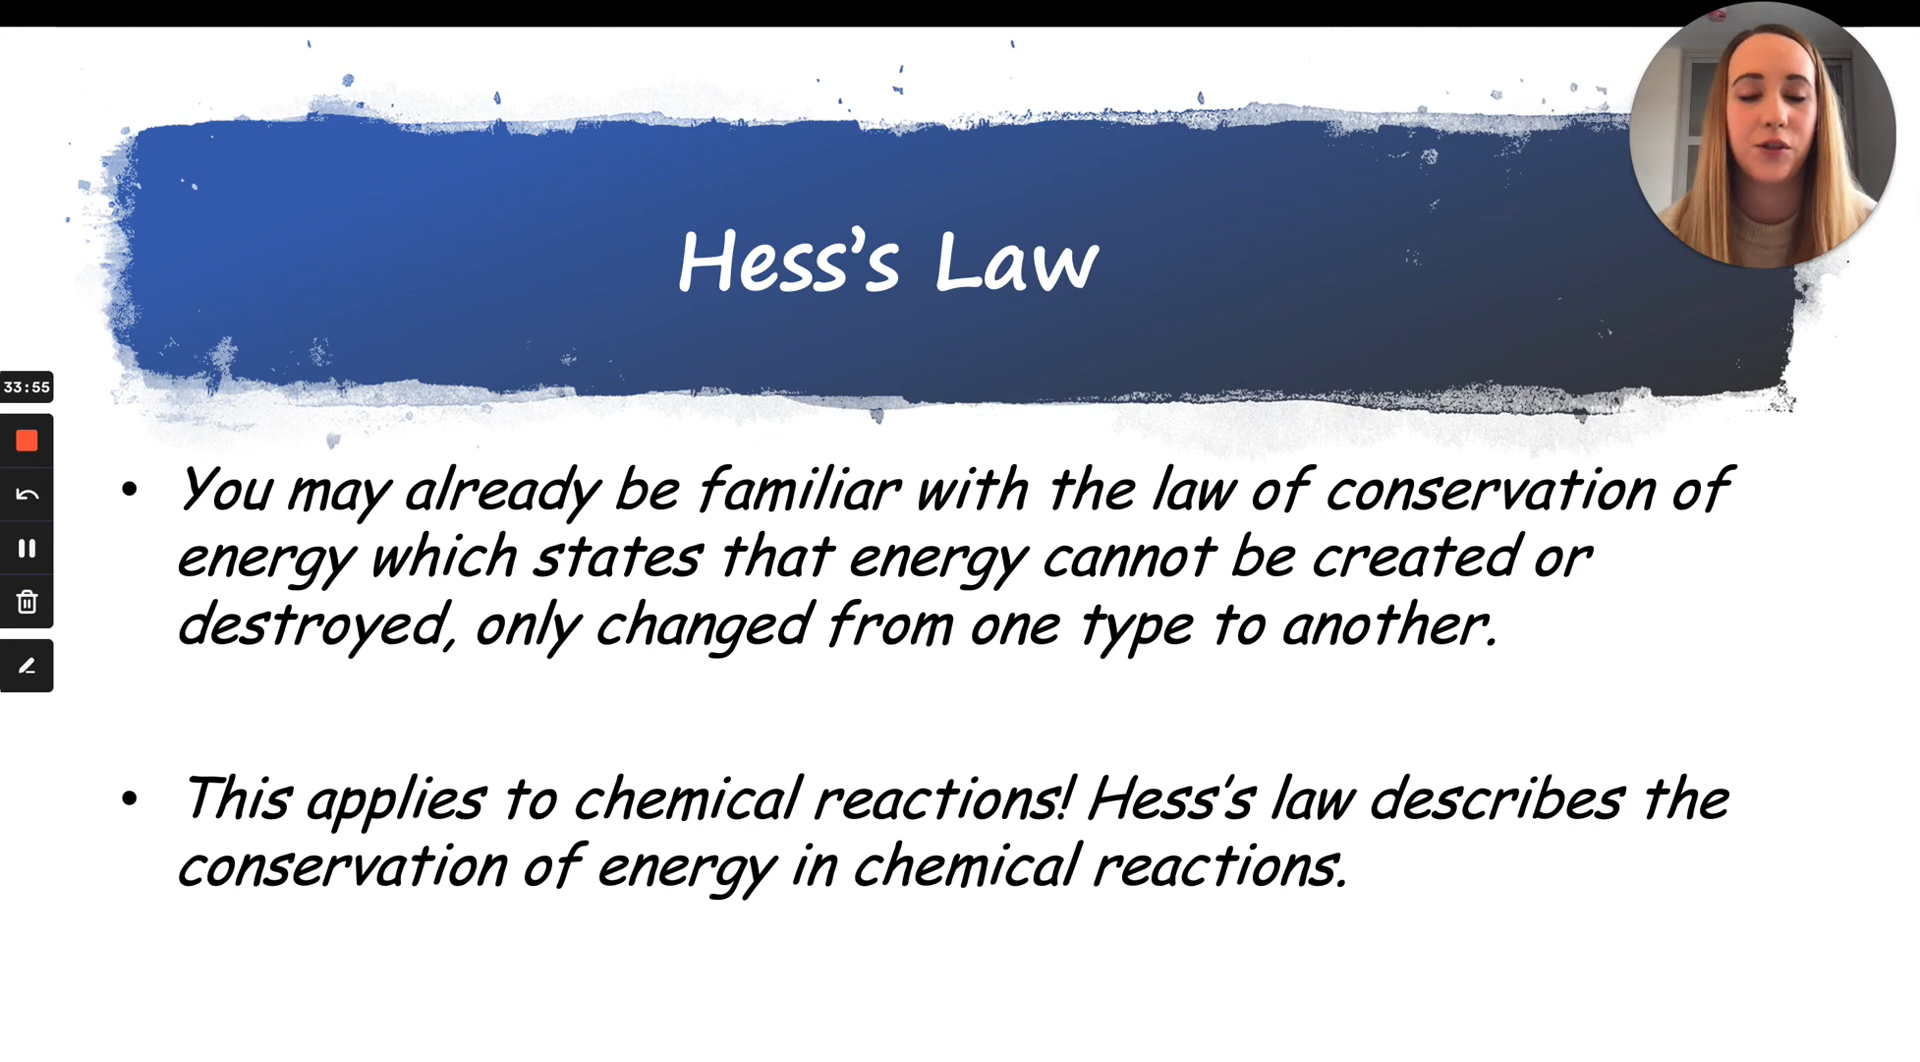 Hess's Law
33:55
• You may already be familiar with the law of conservation of
energy which states that energy cannot be created or
destroyed, only changed from one type to another.
• This applies to chemical reactions! Hess's law describes the
conservation of energy in chemical reactions.